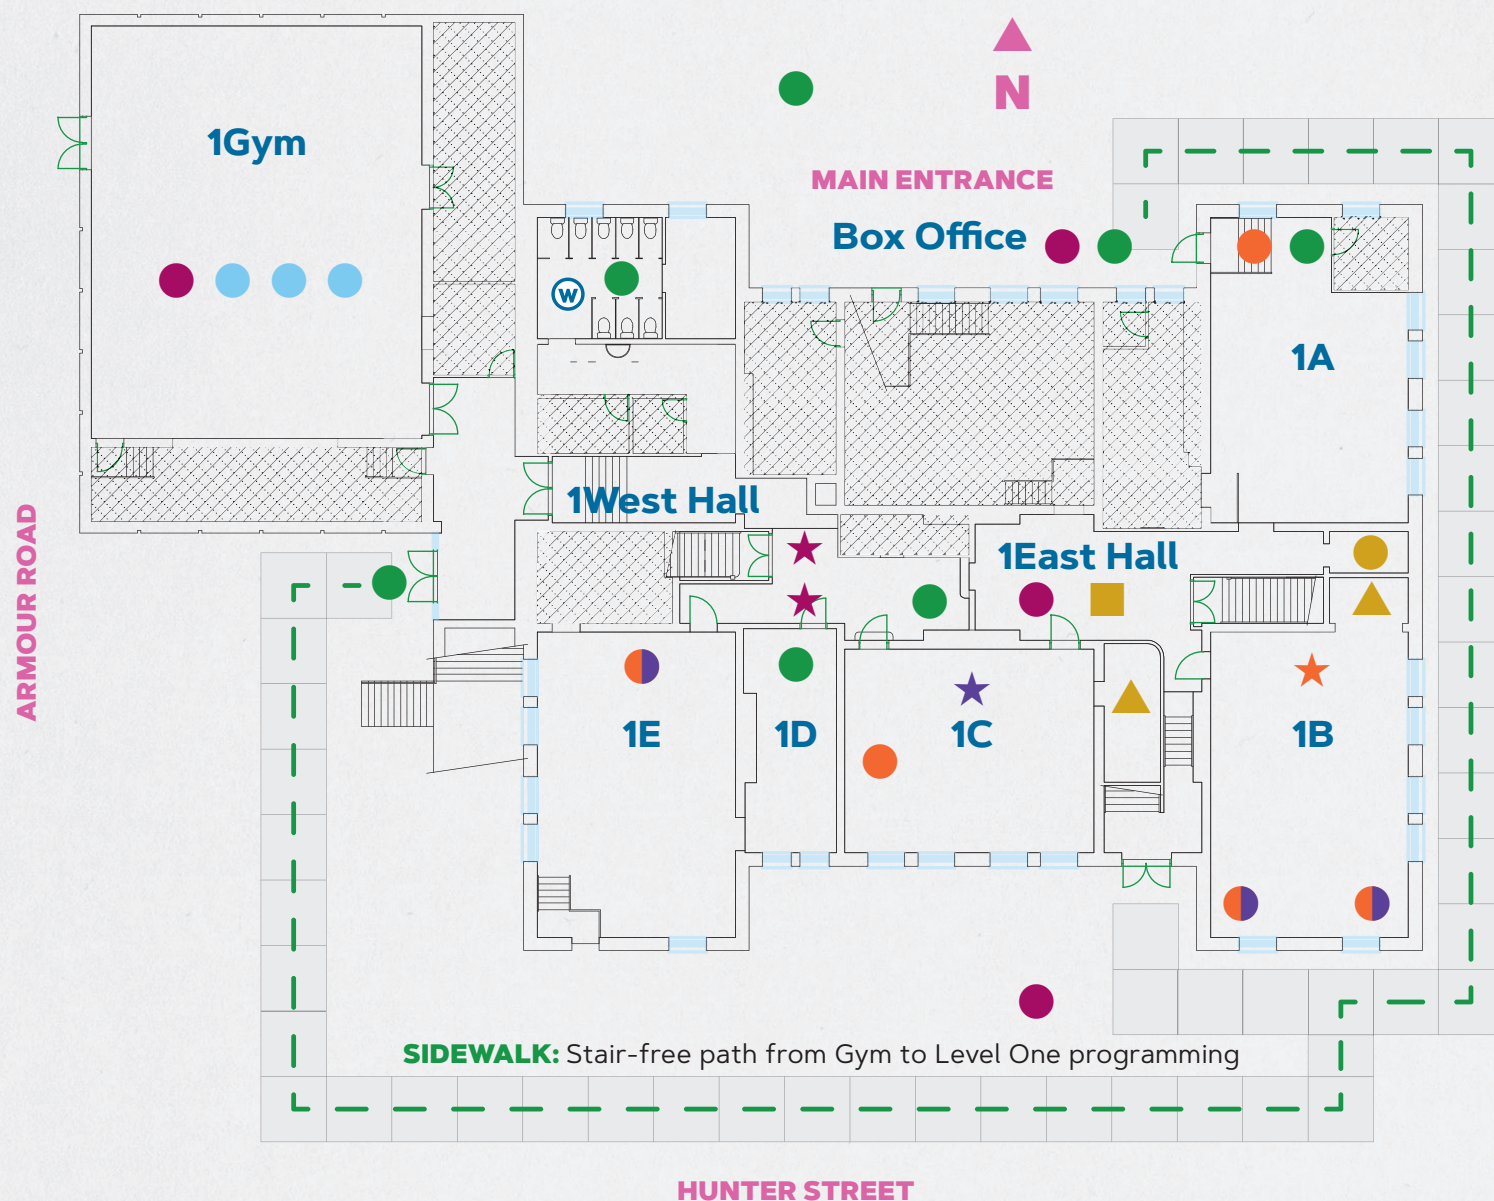 N
1Gym
MAIN ENTRANCE
Box Office
W
1A
1West Hall
1East Hall
ARMOUR ROAD
1E
1D
1C
1B
SIDEWALK: Stair-free path from Gym to Level One programming
HUNTER STREET